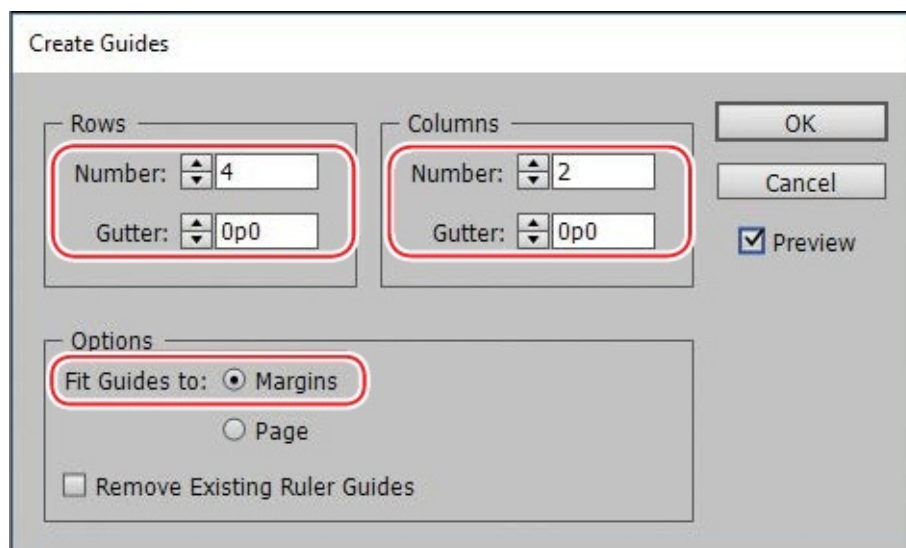 Create Guides
Rows
Number: 4
Gutter: 0p0
Columns
Number: 2
Gutter: 0p0
OK
Cancel
Preview
Options
Fit Guides to: Margins
Page
Remove Existing Ruler Guides